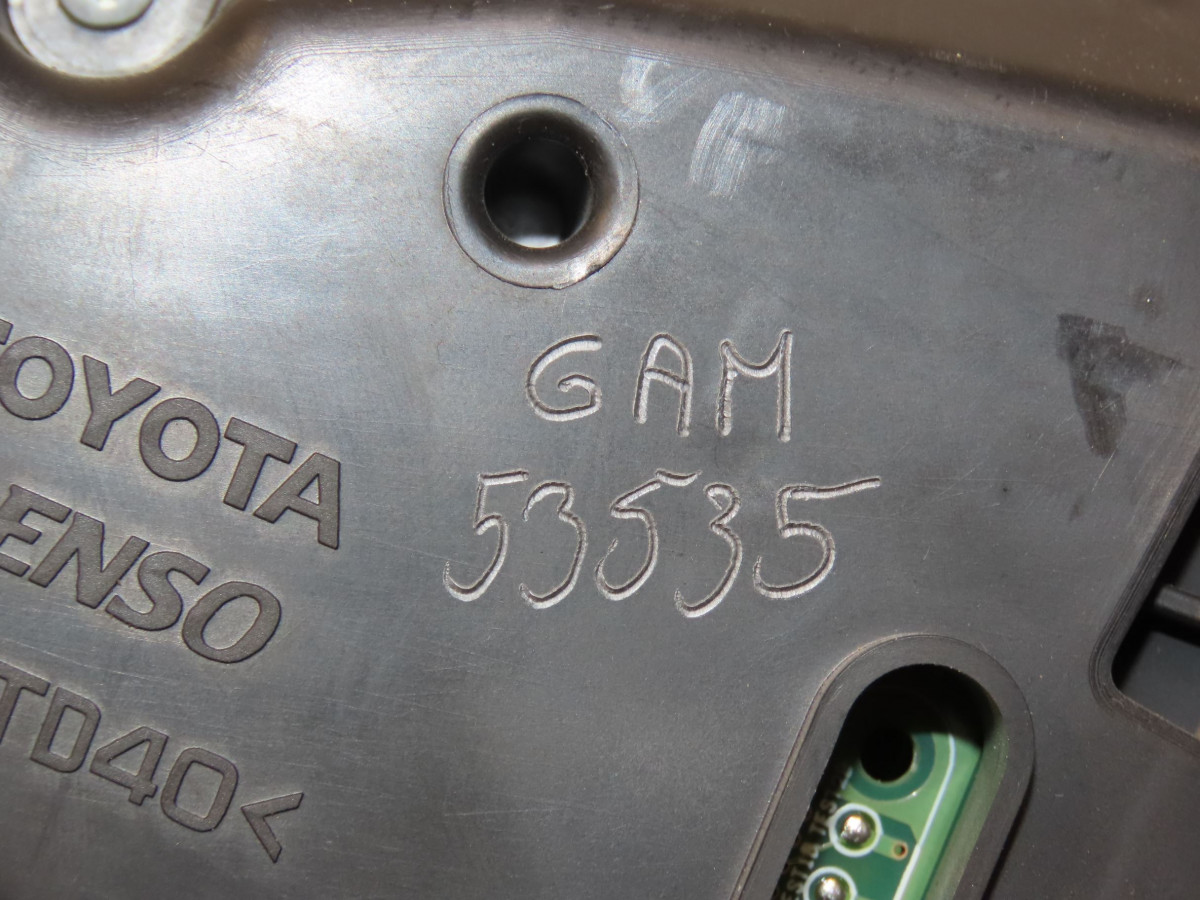 TOYOTA
ENSO
TD40<
GAM
53535